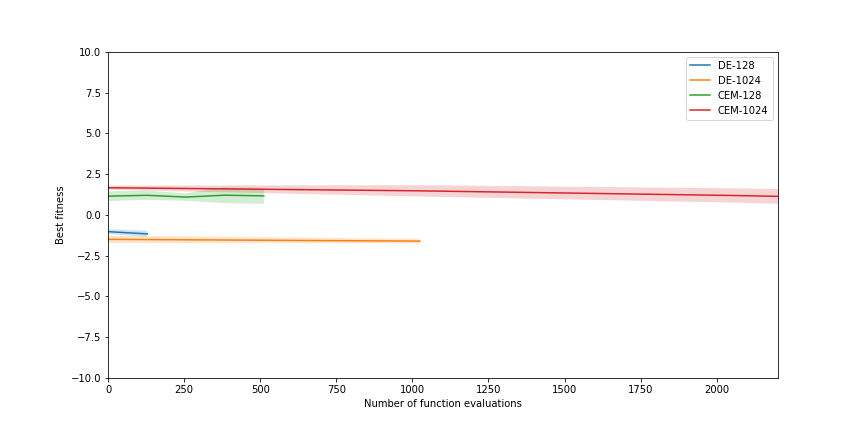 10.0
7.5
5.0
2.5
0.0
−2.5
−5.0
−7.5
−10.0
Best fitness
DE-128
DE-1024
CEM-128
CEM-1024
0 250 500 750 1000 1250 1500 1750 2000
Number of function evaluations